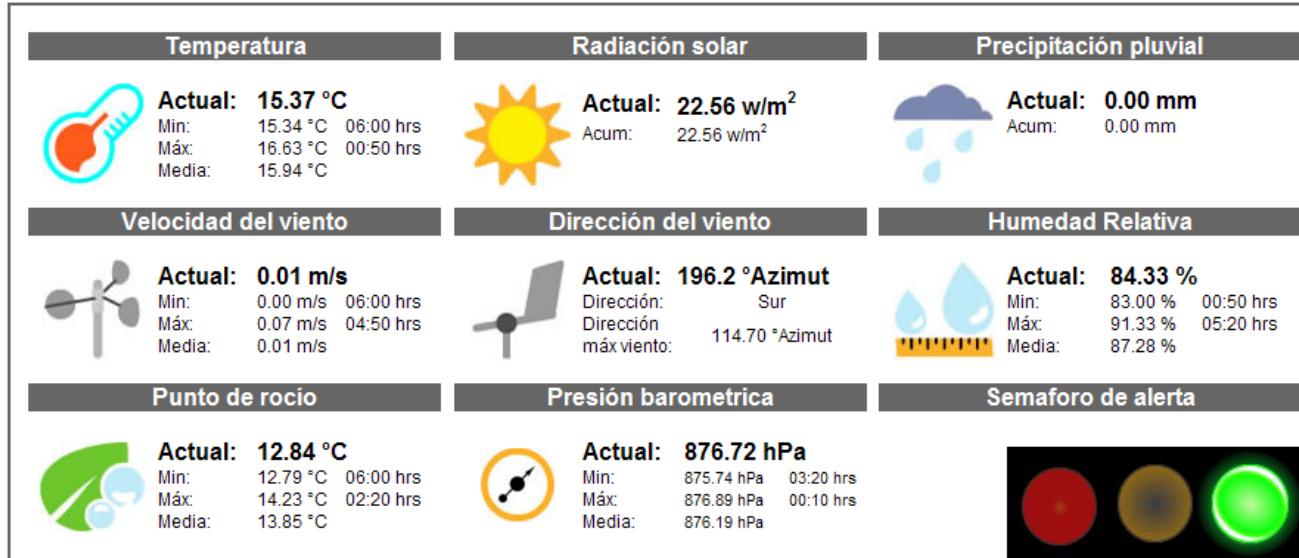 Temperatura
Actual: 15.37 °C
Min: 15.34 °C 06:00 hrs
Máx: 16.63 °C 00:50 hrs
Media: 15.94 °C
Radiación solar
Actual: 22.56 w/m²
Acum: 22.56 w/m²
Precipitación pluvial
Actual: 0.00 mm
Acum: 0.00 mm
Velocidad del viento
Actual: 0.01 m/s
Min: 0.00 m/s 06:00 hrs
Máx: 0.07 m/s 04:50 hrs
Media: 0.01 m/s
Dirección del viento
Actual: 196.2 °Azimut
Dirección: Sur
Dirección
máx viento: 114.70 °Azimut
Humedad Relativa
Actual: 84.33 %
Min: 83.00 % 00:50 hrs
Máx: 91.33 % 05:20 hrs
Media: 87.28 %
Punto de rocío
Actual: 12.84 °C
Min: 12.79 °C 06:00 hrs
Máx: 14.23 °C 02:20 hrs
Media: 13.85 °C
Presión barometrica
Actual: 876.72 hPa
Min: 875.74 hPa 03:20 hrs
Máx: 876.89 hPa 00:10 hrs
Media: 876.19 hPa
Semaforo de alerta